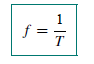 f = 1/T